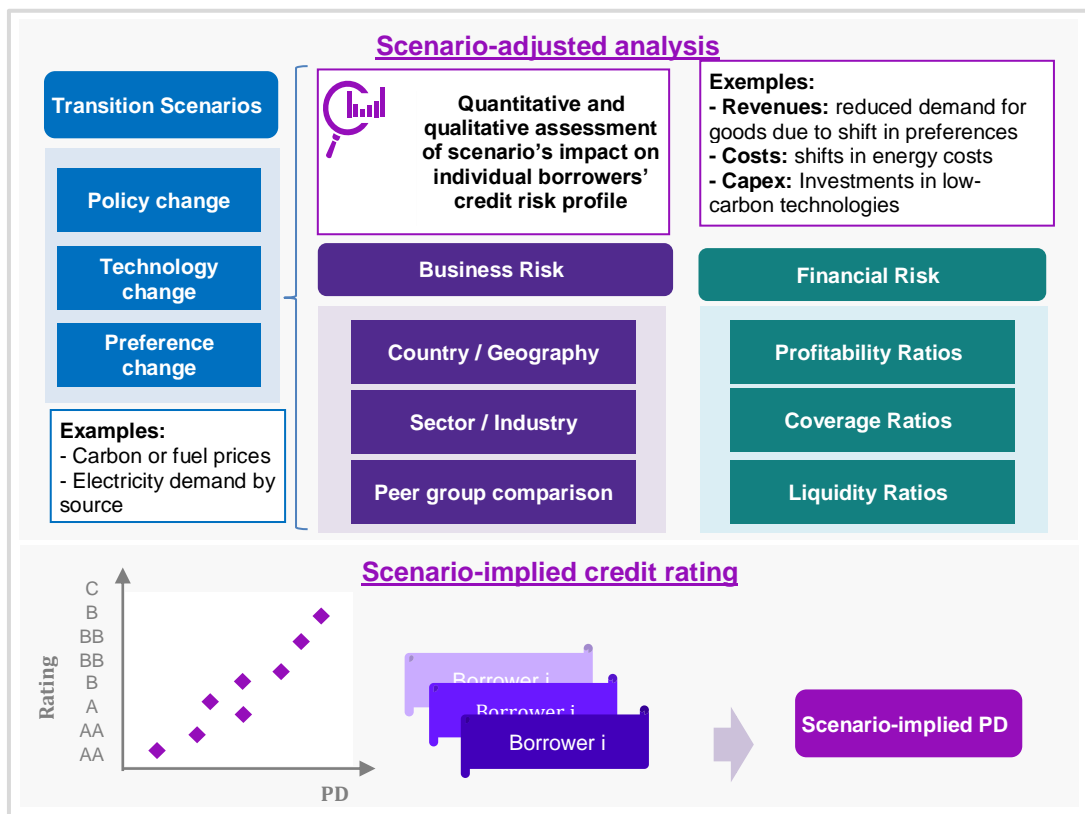 Scenario-adjusted analysis
Transition Scenarios
Policy change
Technology
change
Preference
change
Examples:
- Carbon or fuel prices
- Electricity demand by
source
Quantitative and
qualitative assessment
of scenario's impact on
individual borrowers'
credit risk profile
Exemples:
- Revenues: reduced demand for
goods due to shift in preferences
- Costs: shifts in energy costs
- Capex: Investments in low-
carbon technologies
Business Risk
Country / Geography
Sector / Industry
Peer group comparison
Financial Risk
Profitability Ratios
Coverage Ratios
Liquidity Ratios
Scenario-implied credit rating
C
B
BB
BB
B
A
AA
AA
Rating
PD
Borrower i
Borrower i
Borrower i
Scenario-implied PD